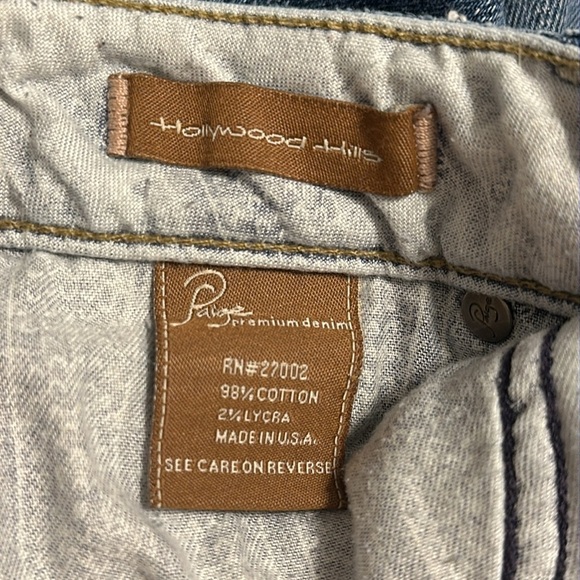 Hollywood Hills
Paige
premium denim
RN#27002
98% COTTON
2% LYCRA
MADE IN U.S.A.
SEE CARE ON REVERSE